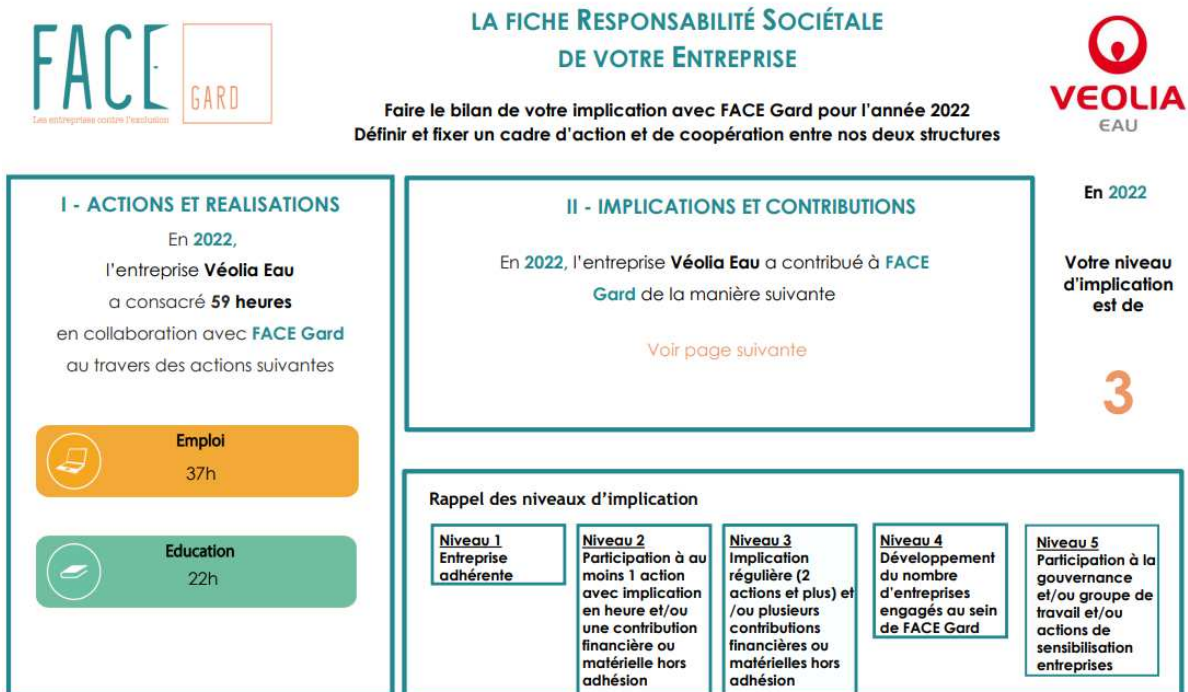 FACE
GARD
Les entreprises contre l'exclusion
LA FICHE RESPONSABILITÉ SOCIÉTALE
DE VOTRE ENTREPRISE
Faire le bilan de votre implication avec FACE Gard pour l'année 2022
Définir et fixer un cadre d'action et de coopération entre nos deux structures
VEOLIA
EAU
I - ACTIONS ET REALISATIONS
En 2022,
l'entreprise Véolia Eau
a consacré 59 heures
en collaboration avec FACE Gard
au travers des actions suivantes
Emploi
37h
Education
22h
II - IMPLICATIONS ET CONTRIBUTIONS
En 2022, l'entreprise Véolia Eau a contribué à FACE
Gard de la manière suivante
Voir page suivante
En 2022
Votre niveau
d'implication
est de
3
Rappel des niveaux d'implication
Niveau 1
Entreprise
adhérente
Niveau 2
Participation à au
moins 1 action
avec implication
en heure et/ou
une contribution
financière ou
matérielle hors
adhésion
Niveau 3
Implication
régulière (2
actions et plus) et
/ou plusieurs
contributions
financières ou
matérielles hors
adhésion
Niveau 4
Développement
du nombre
d'entreprises
engagés au sein
de FACE Gard
Niveau 5
Participation à la
gouvernance
et/ou groupe de
travail et/ou
actions de
sensibilisation
entreprises